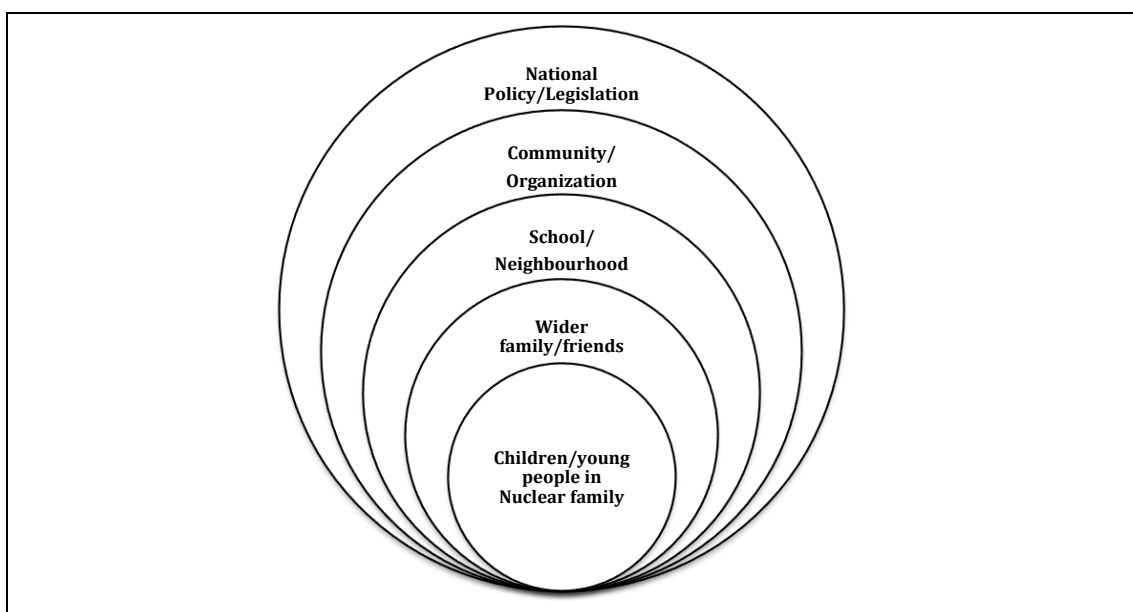 National
Policy/Legislation
Community/
Organization
School/
Neighbourhood
Wider
family/friends
Children/young
people in
Nuclear family